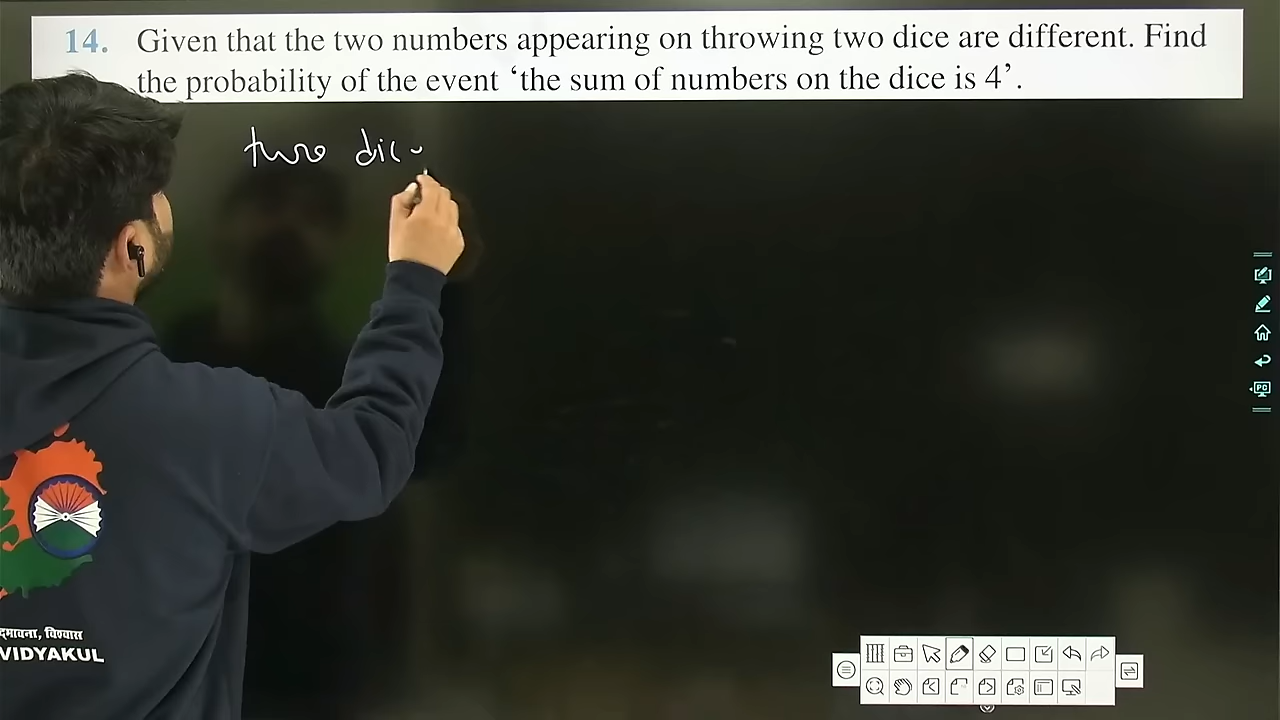 14. Given that the two numbers appearing on throwing two dice are different. Find
the probability of the event ‘the sum of numbers on the dice is 4’.
two dic
विश्वास
VIDYAKUL
PC